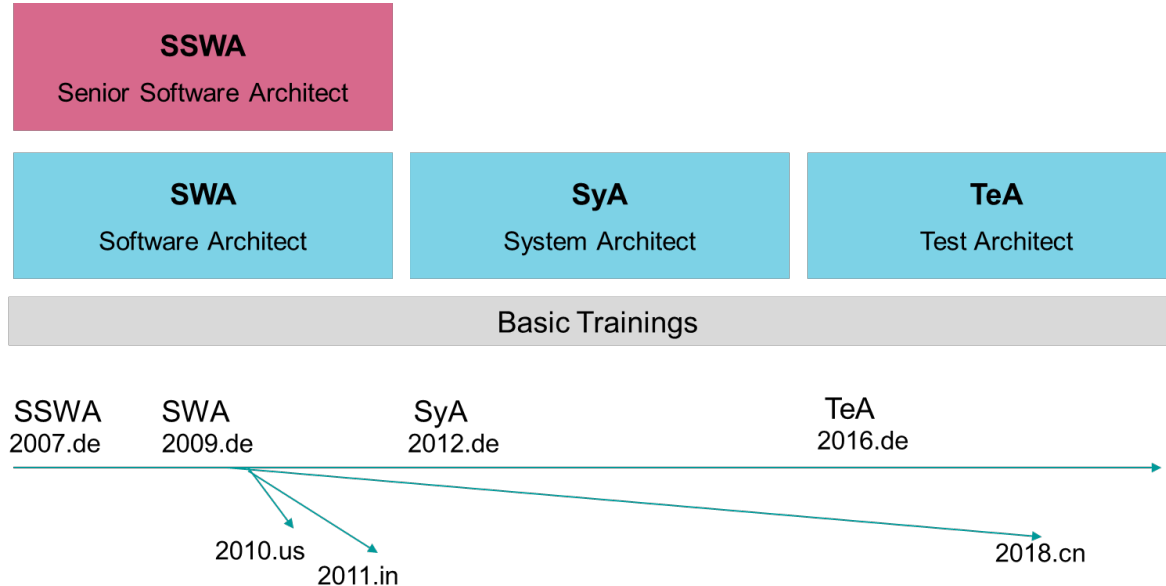 SSWA
Senior Software Architect
SWA
Software Architect
SyA
System Architect
TeA
Test Architect
Basic Trainings
SSWA
2007.de
SWA
2009.de
SyA
2012.de
TeA
2016.de
2010.us
2011.in
2018.cn